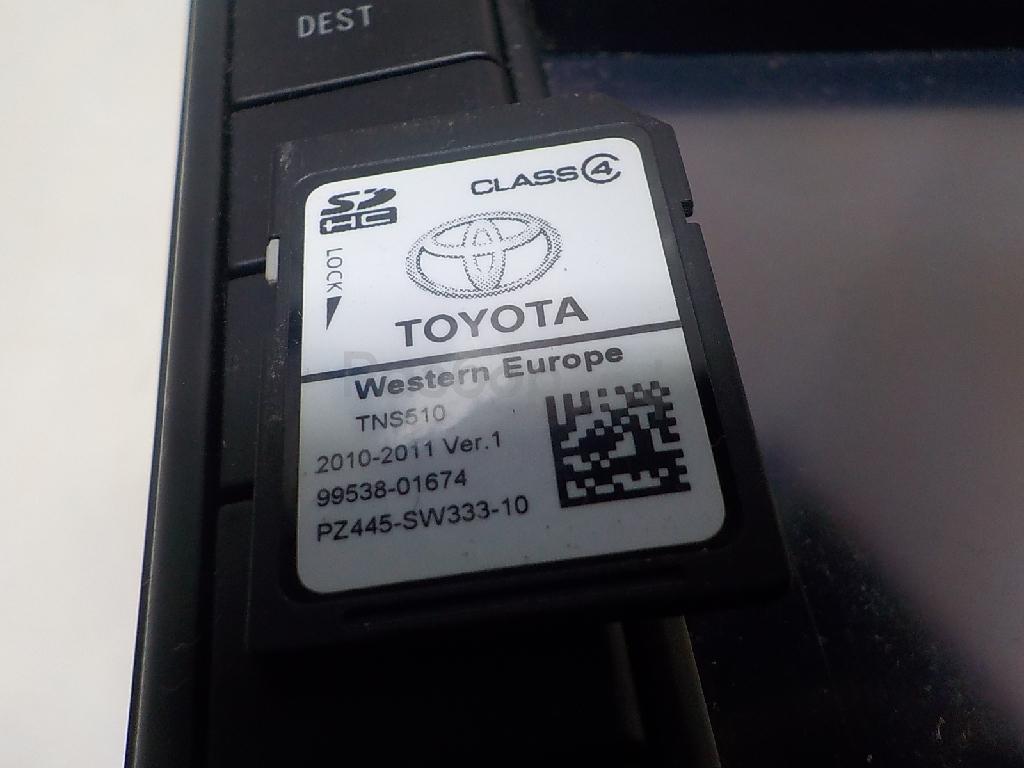 DEST
SD
HC
CLASS 4
LOCK
TOYOTA
Western Europe
TNS510
2010-2011 Ver.1
99538-01674
PZ445-SW333-10